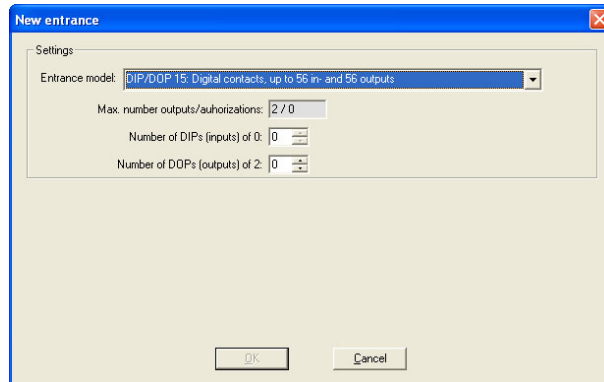 New entrance
Settings
Entrance model: DIP/DOP 15: Digital contacts, up to 56 in- and 56 outputs
Max. number outputs/auhorizations: 2 / 0
Number of DIPs (inputs) of 0: 0
Number of DOPs (outputs) of 2: 0
OK Cancel